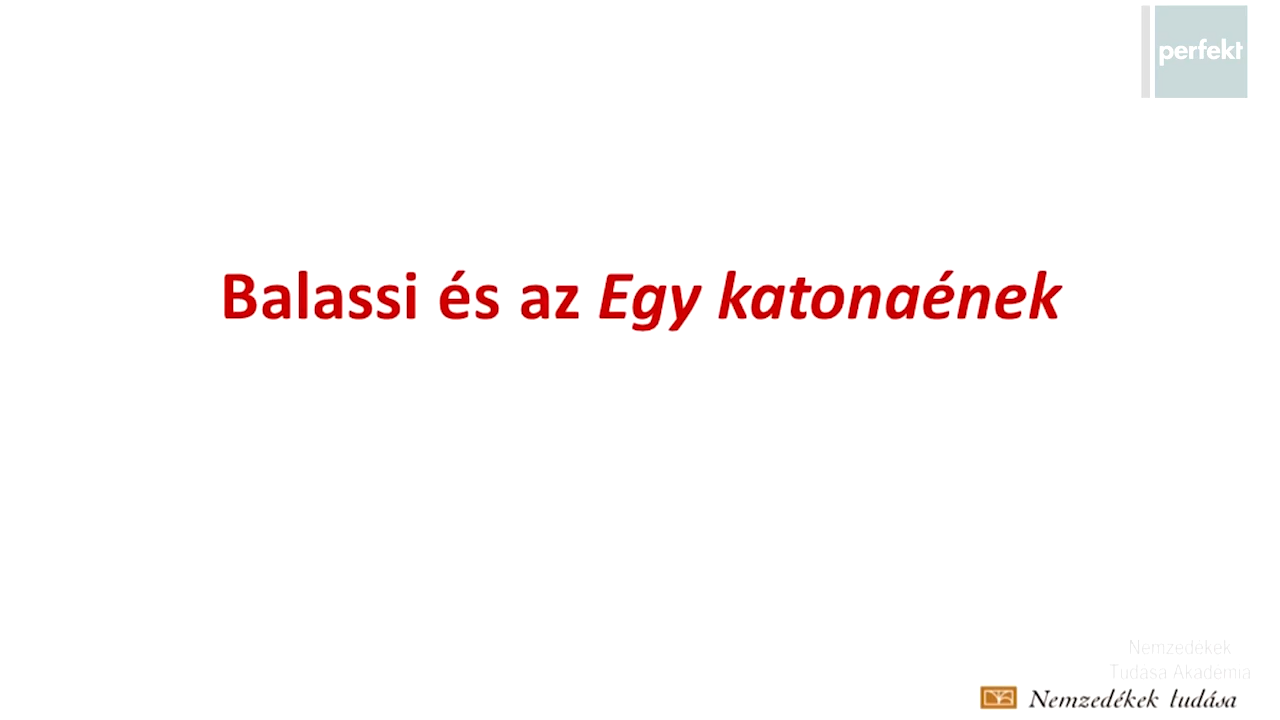 perfekt
Balassi és az Egy katonaének
Nemzedékek
Tudása Akadémia
Nemzedékek tudása